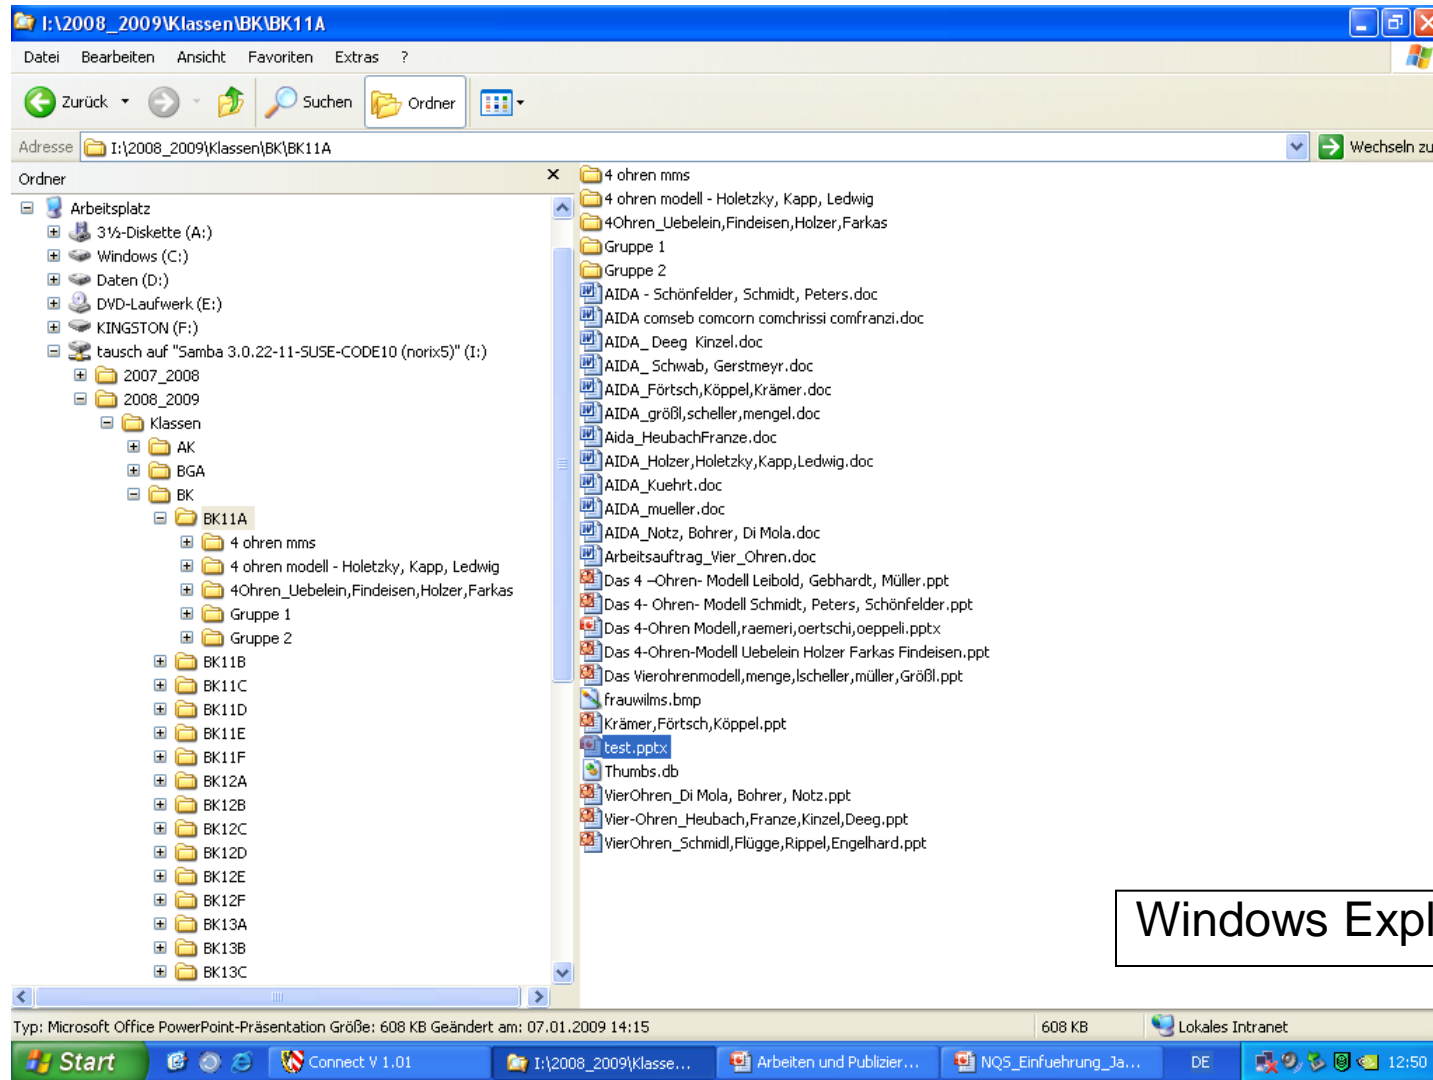 I:\2008_2009\Klassen\BK\BK11A
Datei Bearbeiten Ansicht Favoriten Extras ?
Zurück Suchen Ordner
Adresse I:\2008_2009\Klassen\BK\BK11A Wechseln zu
Ordner
Arbeitsplatz
3½-Diskette (A:)
Windows (C:)
Daten (D:)
DVD-Laufwerk (E:)
KINGSTON (F:)
tausch auf "Samba 3.0.22-11-SUSE-CODE10 (norix5)" (I:)
2007_2008
2008_2009
Klassen
AK
BGA
BK
BK11A
4 ohren mms
4 ohren modell - Holetzky, Kapp, Ledwig
4Ohren_Uebelein,Findeisen,Holzer,Farkas
Gruppe 1
Gruppe 2
BK11B
BK11C
BK11D
BK11E
BK11F
BK12A
BK12B
BK12C
BK12D
BK12E
BK12F
BK13A
BK13B
BK13C
4 ohren mms
4 ohren modell - Holetzky, Kapp, Ledwig
4Ohren_Uebelein,Findeisen,Holzer,Farkas
Gruppe 1
Gruppe 2
AIDA - Schönfelder, Schmidt, Peters.doc
AIDA comseb comcorn comchrissi comfranzi.doc
AIDA_ Deeg  Kinzel.doc
AIDA_ Schwab, Gerstmeyr.doc
AIDA_Förtsch,Köppel,Krämer.doc
AIDA_größl,scheller,mengel.doc
Aida_HeubachFranze.doc
AIDA_Holzer,Holetzky,Kapp,Ledwig.doc
AIDA_Kuehrt.doc
AIDA_mueller.doc
AIDA_Notz, Bohrer, Di Mola.doc
Arbeitsauftrag_Vier_Ohren.doc
Das 4 –Ohren- Modell Leibold, Gebhardt, Müller.ppt
Das 4- Ohren- Modell Schmidt, Peters, Schönfelder.ppt
Das 4-Ohren Modell,raemeri,oertschi,oeppeli.pptx
Das 4-Ohren-Modell Uebelein Holzer Farkas Findeisen.ppt
Das Vierohrenmodell,menge,lscheller,müller,Größl.ppt
frauwilms.bmp
Krämer,Förtsch,Köppel.ppt
test.pptx
Thumbs.db
VierOhren_Di Mola, Bohrer, Notz.ppt
Vier-Ohren_Heubach,Franze,Kinzel,Deeg.ppt
VierOhren_Schmidl,Flügge,Rippel,Engelhard.ppt
Windows Expl
Typ: Microsoft Office PowerPoint-Präsentation Größe: 608 KB Geändert am: 07.01.2009 14:15 608 KB Lokales Intranet
Start Connect V 1.01 I:\2008_2009\Klasse... Arbeiten und Publizier... NQS_Einfuehrung_Ja... DE 12:50